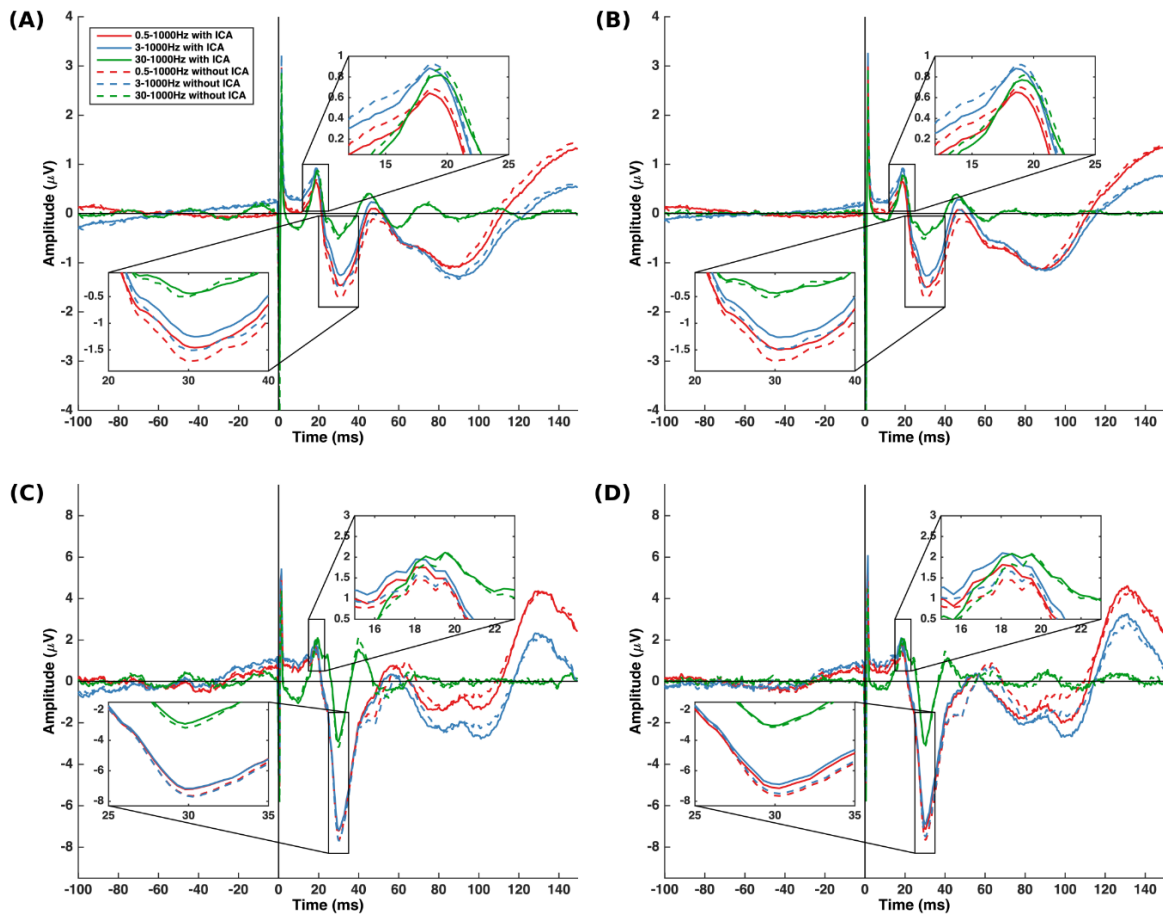 (A)
4
3
2
1
0
-1
-2
-3
-4
Amplitude (µV)
0.5-1000Hz with ICA
3-1000Hz with ICA
30-1000Hz with ICA
0.5-1000Hz without ICA
3-1000Hz without ICA
30-1000Hz without ICA
1
0.8
0.6
0.4
0.2
15 20 25
-0.5
-1
-1.5
20 30 40
-100 -80 -60 -40 -20 0 20 40 60 80 100 120 140
Time (ms)
(B)
4
3
2
1
0
-1
-2
-3
-4
Amplitude (µV)
1
0.8
0.6
0.4
0.2
15 20 25
-0.5
-1
-1.5
20 30 40
-100 -80 -60 -40 -20 0 20 40 60 80 100 120 140
Time (ms)
(C)
8
6
4
2
0
-2
-4
-6
-8
Amplitude (µV)
3
2.5
2
1.5
1
0.5
16 18 20 22
-2
-4
-6
-8
25 30 35
-100 -80 -60 -40 -20 0 20 40 60 80 100 120 140
Time (ms)
(D)
8
6
4
2
0
-2
-4
-6
-8
Amplitude (µV)
3
2.5
2
1.5
1
0.5
16 18 20 22
-2
-4
-6
-8
25 30 35
-100 -80 -60 -40 -20 0 20 40 60 80 100 120 140
Time (ms)